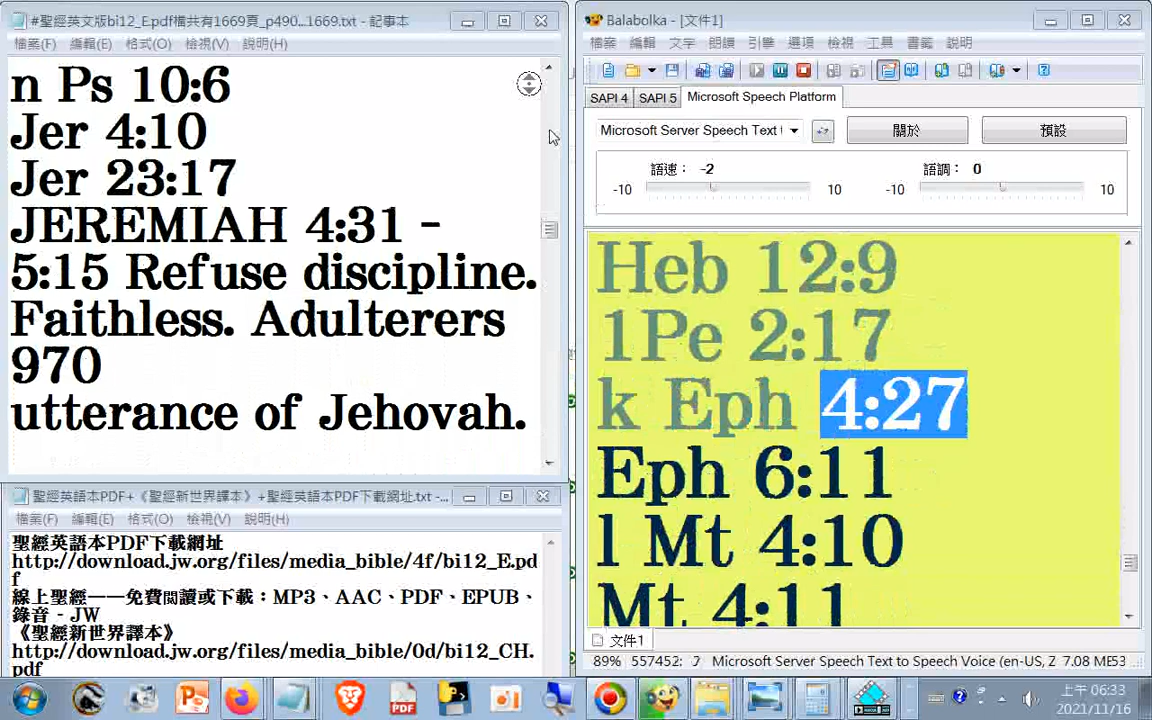 #聖經英文版bi12_E.pdf檔共有1669頁_p490...1669.txt - 記事本
檔案(F) 編輯(E) 格式(O) 檢視(V) 說明(H)
n Ps 10:6
Jer 4:10
Jer 23:17
JEREMIAH 4:31 -
5:15 Refuse discipline.
Faithless. Adulterers
970
utterance of Jehovah.
聖經英語本PDF+《聖經新世界譯本》+聖經英語本PDF下載網址.txt -...
檔案(F) 編輯(E) 格式(O) 檢視(V) 說明(H)
聖經英語本PDF下載網址
http://download.jw.org/files/media_bible/4f/bi12_E.pd
f
線上聖經——免費閱讀或下載：MP3、AAC、PDF、EPUB、
錄音 - JW
《聖經新世界譯本》
http://download.jw.org/files/media_bible/0d/bi12_CH.
pdf
Balabolka - [文件1]
檔案 編輯 文字 朗讀 引擎 選項 檢視 工具 書籤 說明
SAPI 4 SAPI 5 Microsoft Speech Platform
Microsoft Server Speech Text 關於 預設
語速： -2 語調： 0
-10 10 -10 10
Heb 12:9
1Pe 2:17
k Eph 4:27
Eph 6:11
l Mt 4:10
Mt 4:11
文件1
89% 557452: Microsoft Server Speech Text to Speech Voice (en-US, Z 7.08 ME53
PDF
上午 06:33
2021/11/16